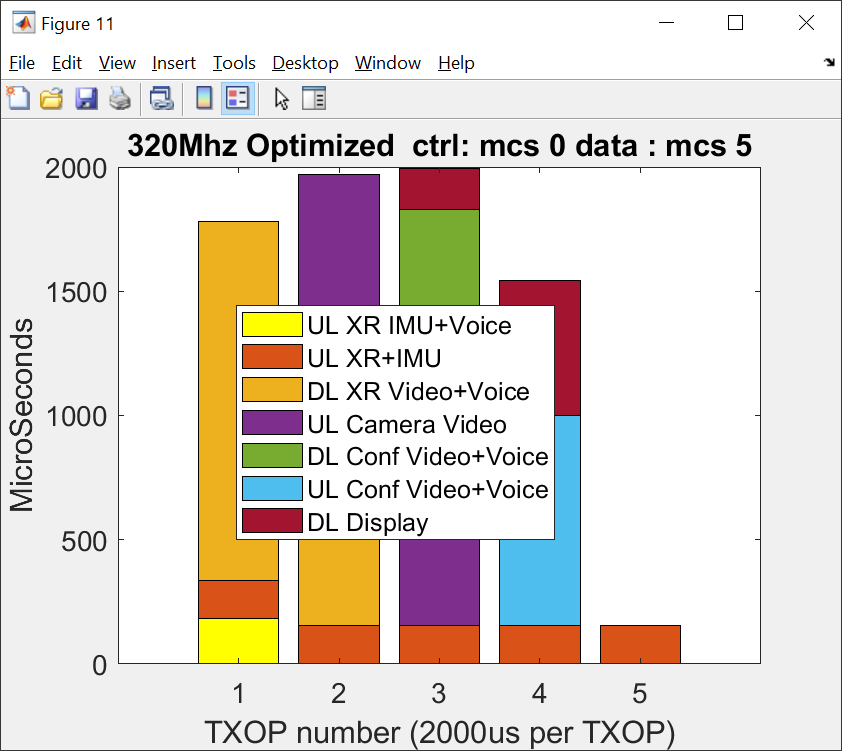 Figure 11
File Edit View Insert Tools Desktop Window Help
320Mhz Optimized  ctrl: mcs 0 data : mcs 5
2000
1500
1000
500
0
MicroSeconds
UL XR IMU+Voice
UL XR+IMU
DL XR Video+Voice
UL Camera Video
DL Conf Video+Voice
UL Conf Video+Voice
DL Display
1 2 3 4 5
TXOP number (2000us per TXOP)